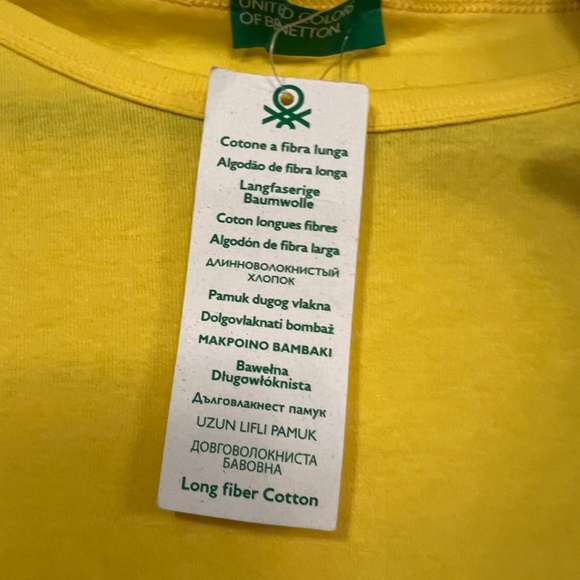 UNITED COLORS
OF BENETTON
Cotone a fibra lunga
Algodão de fibra longa
Langfaserige
Baumwolle
Coton longues fibres
Algodón de fibra larga
ДЛИННОВОЛОКНИСТЫЙ
ХЛОПОК
Pamuk dugog vlakna
Dolgovlaknati bombaž
ΜΑΚΡΟΙΝΟ ΒΑΜΒΑΚΙ
Bawełna
Długowłóknista
Дълговлакнест памук
UZUN LIFLI PAMUK
ДОВГОВОЛОКНИСТА
БАВОВНА
Long fiber Cotton